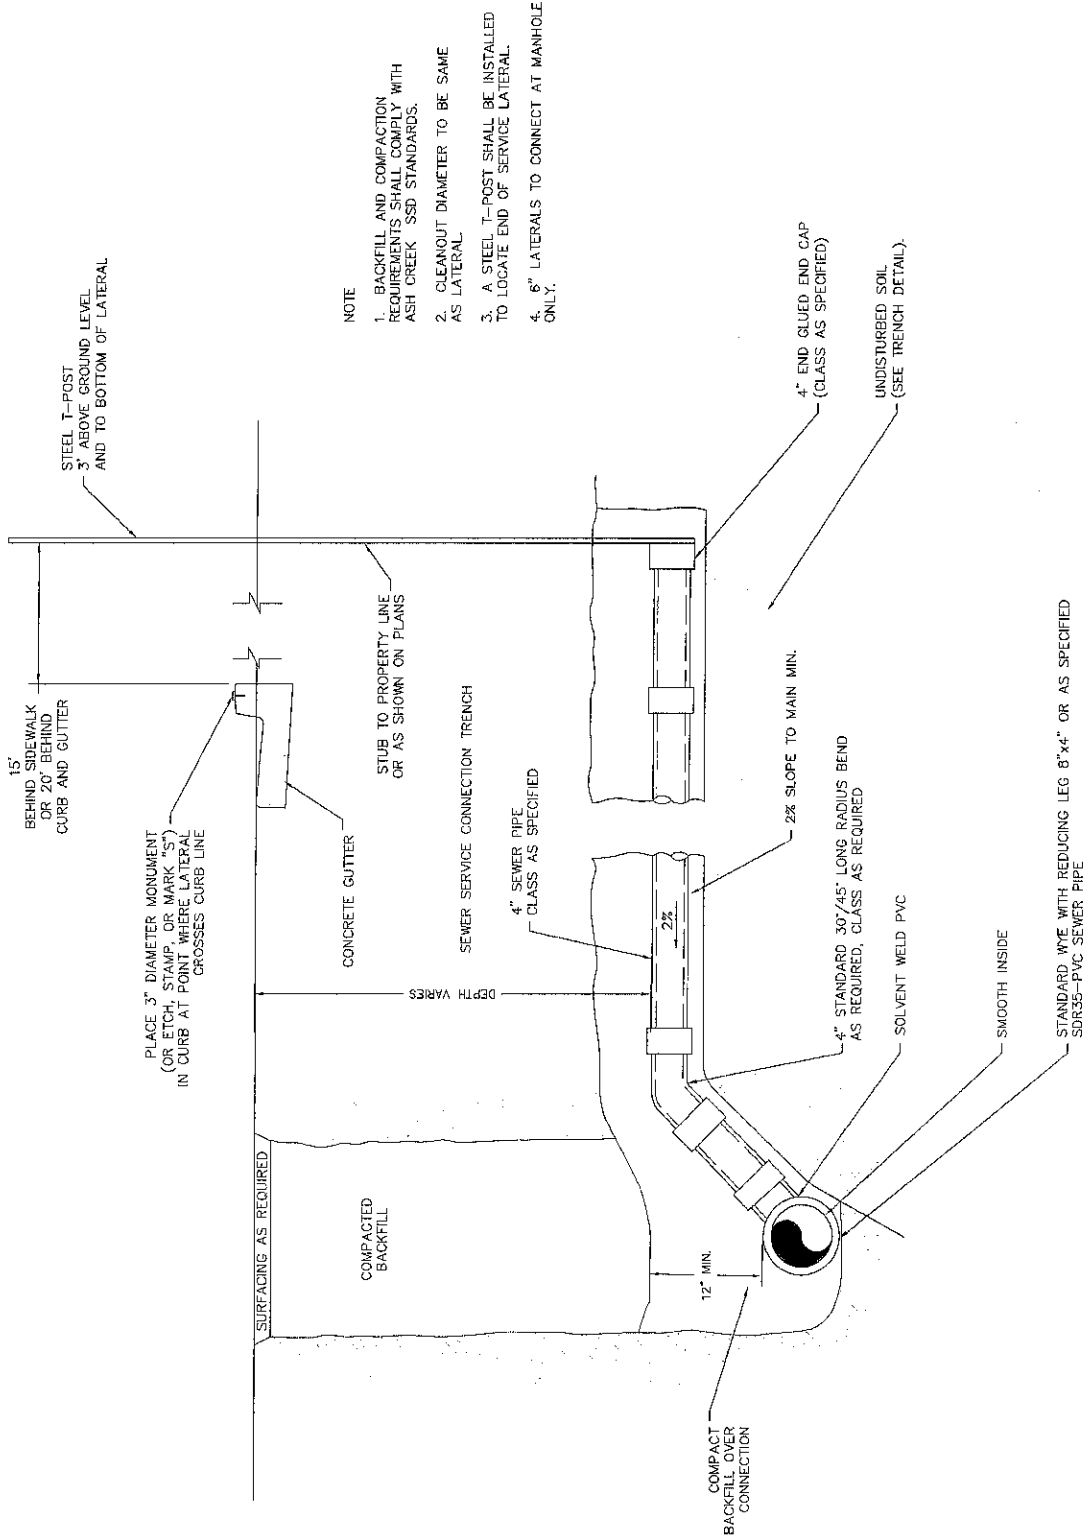 STEEL T-POST
3' ABOVE GROUND LEVEL
AND TO BOTTOM OF LATERAL
15'
BEHIND SIDEWALK
OR 20' BEHIND
CURB AND GUTTER
PLACE 3" DIAMETER MONUMENT
(OR ETCH, STAMP, OR MARK "S")
IN CURB AT POINT WHERE LATERAL
CROSSES CURB LINE
SURFACING AS REQUIRED
CONCRETE GUTTER
STUB TO PROPERTY LINE
OR AS SHOWN ON PLANS
COMPACTED
BACKFILL
DEPTH VARIES
SEWER SERVICE CONNECTION TRENCH
4" SEWER PIPE
CLASS AS SPECIFIED
2%
12" MIN.
COMPACT
BACKFILL OVER
CONNECTION
2% SLOPE TO MAIN MIN.
4" STANDARD 30°/45° LONG RADIUS BEND
AS REQUIRED, CLASS AS REQUIRED
SOLVENT WELD PVC
SMOOTH INSIDE
STANDARD WYE WITH REDUCING LEG 8"x4" OR AS SPECIFIED
SDR35-PVC SEWER PIPE
4" END GLUED END CAP
(CLASS AS SPECIFIED)
UNDISTURBED SOIL
(SEE TRENCH DETAIL).
NOTE
1. BACKFILL AND COMPACTION
REQUIREMENTS SHALL COMPLY WITH
ASH CREEK SSD STANDARDS.
2. CLEANOUT DIAMETER TO BE SAME
AS LATERAL.
3. A STEEL T-POST SHALL BE INSTALLED
TO LOCATE END OF SERVICE LATERAL.
4. 6" LATERALS TO CONNECT AT MANHOLE
ONLY.